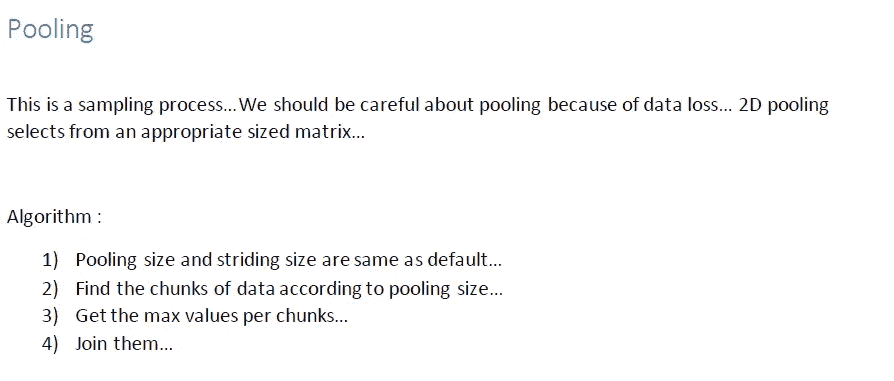 Pooling
This is a sampling process...We should be careful about pooling because of data loss... 2D pooling
selects from an appropriate sized matrix...
Algorithm :
1) Pooling size and striding size are same as default...
2) Find the chunks of data according to pooling size...
3) Get the max values per chunks...
4) Join them...